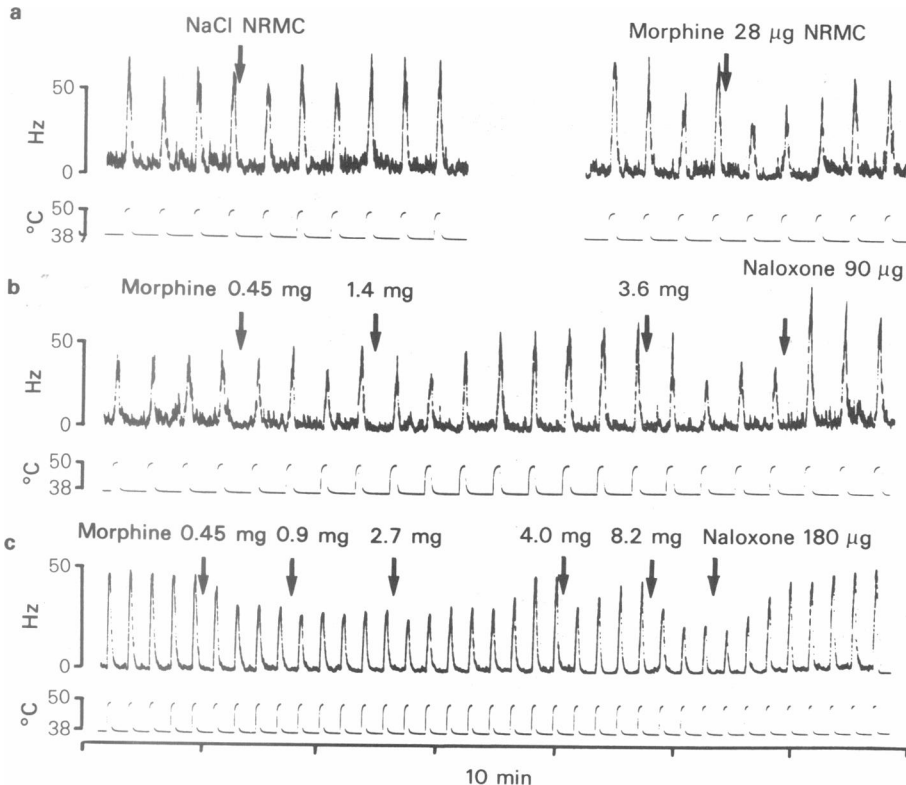 a
NaCl NRMC
Morphine 28 μg NRMC
50
Hz
0
50
°C
38
Naloxone 90 μg
b
Morphine 0.45 mg 1.4 mg 3.6 mg
50
Hz
0
50
°C
38
c
Morphine 0.45 mg 0.9 mg 2.7 mg 4.0 mg 8.2 mg Naloxone 180 μg
50
Hz
0
50
°C
38
10 min